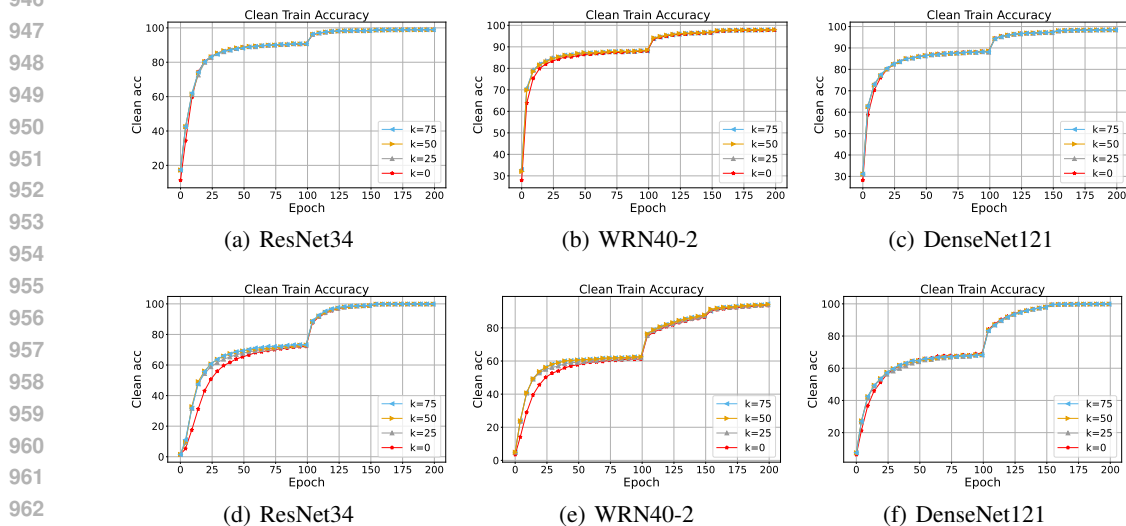 946
947
948
949
950
951
952
953
954
955
956
957
958
959
960
961
962
Clean Train Accuracy
Clean acc
100
80
60
40
20
k=75
k=50
k=25
k=0
0 25 50 75 100 125 150 175 200
Epoch
(a) ResNet34
Clean Train Accuracy
Clean acc
100
90
80
70
60
50
40
30
k=75
k=50
k=25
k=0
0 25 50 75 100 125 150 175 200
Epoch
(b) WRN40-2
Clean Train Accuracy
Clean acc
100
90
80
70
60
50
40
30
k=75
k=50
k=25
k=0
0 25 50 75 100 125 150 175 200
Epoch
(c) DenseNet121
Clean Train Accuracy
Clean acc
100
80
60
40
20
0
k=75
k=50
k=25
k=0
0 25 50 75 100 125 150 175 200
Epoch
(d) ResNet34
Clean Train Accuracy
Clean acc
80
60
40
20
0
k=75
k=50
k=25
k=0
0 25 50 75 100 125 150 175 200
Epoch
(e) WRN40-2
Clean Train Accuracy
Clean acc
100
80
60
40
20
k=75
k=50
k=25
k=0
0 25 50 75 100 125 150 175 200
Epoch
(f) DenseNet121